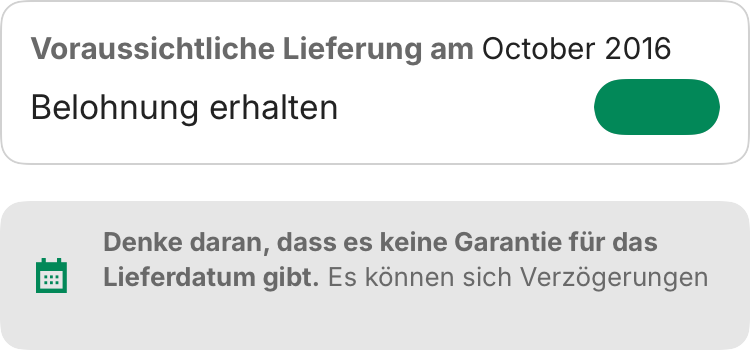 Voraussichtliche Lieferung am October 2016
Belohnung erhalten
Denke daran, dass es keine Garantie für das
Lieferdatum gibt. Es können sich Verzögerungen